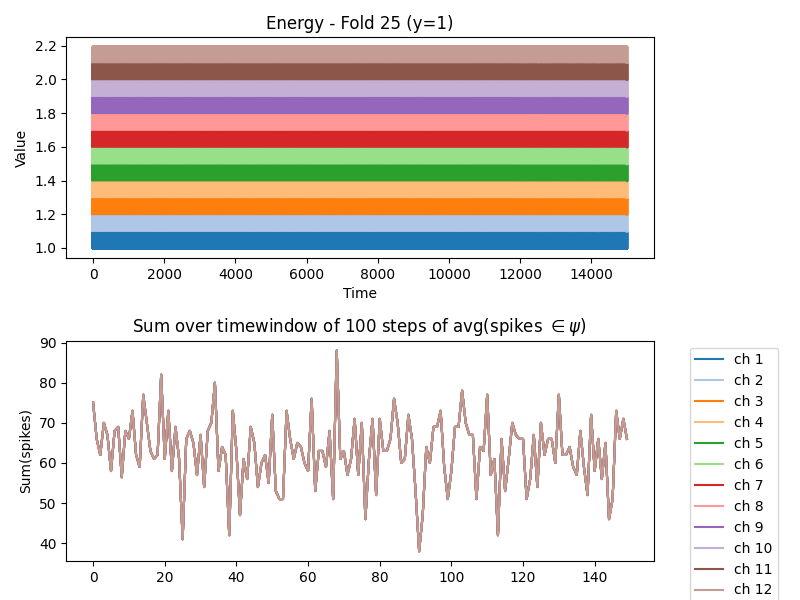 Energy - Fold 25 (y=1)
Value
2.2
2.0
1.8
1.6
1.4
1.2
1.0
0 2000 4000 6000 8000 10000 12000 14000
Time
Sum over timewindow of 100 steps of avg(spikes ∈ψ)
Sum(spikes)
90
80
70
60
50
40
0 20 40 60 80 100 120 140
ch 1
ch 2
ch 3
ch 4
ch 5
ch 6
ch 7
ch 8
ch 9
ch 10
ch 11
ch 12